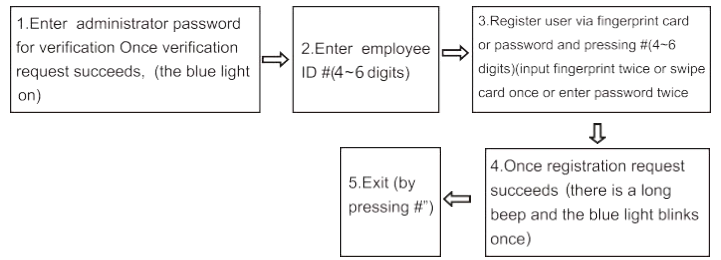 1.Enter administrator password
for verification Once verification
request succeeds, (the blue light
on)
2.Enter employee
ID #(4~6 digits)
3.Register user via fingerprint card
or password and pressing #(4~6
digits)(input fingerprint twice or swipe
card once or enter password twice
4.Once registration request
succeeds (there is a long
beep and the blue light blinks
once)
5.Exit (by
pressing #")